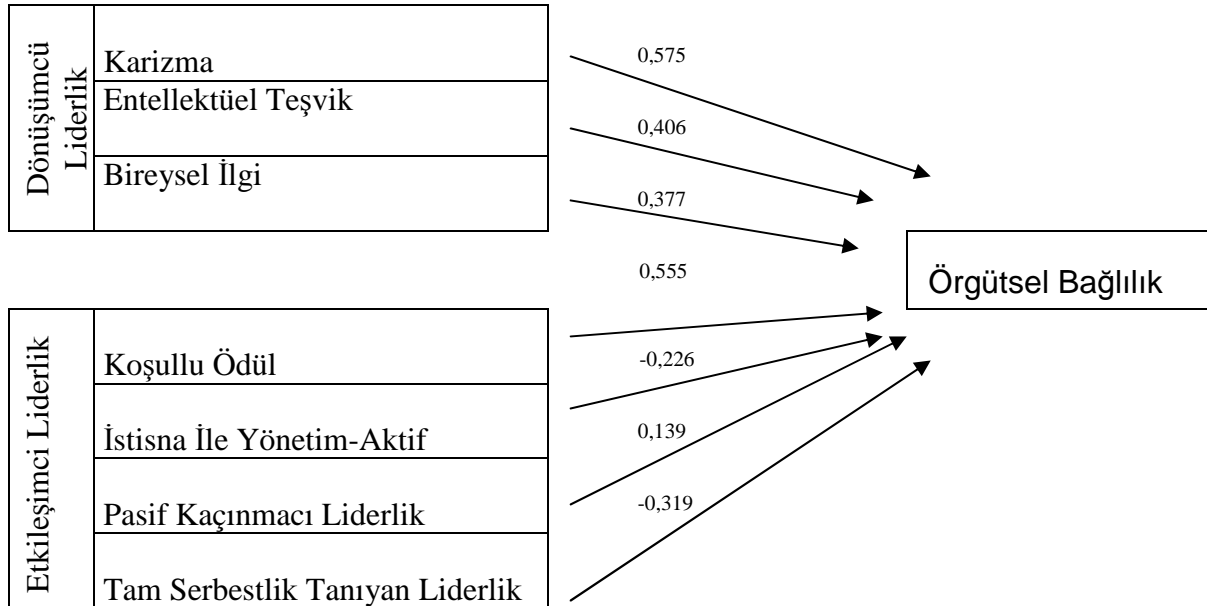 Dönüşümcü
Liderlik
Karizma
Entellektüel Teşvik
Bireysel İlgi
0,575
0,406
0,377
0,555
Örgütsel Bağlılık
Etkileşimci Liderlik
Koşullu Ödül
İstisna İle Yönetim-Aktif
Pasif Kaçınmacı Liderlik
Tam Serbestlik Tanıyan Liderlik
-0,226
0,139
-0,319